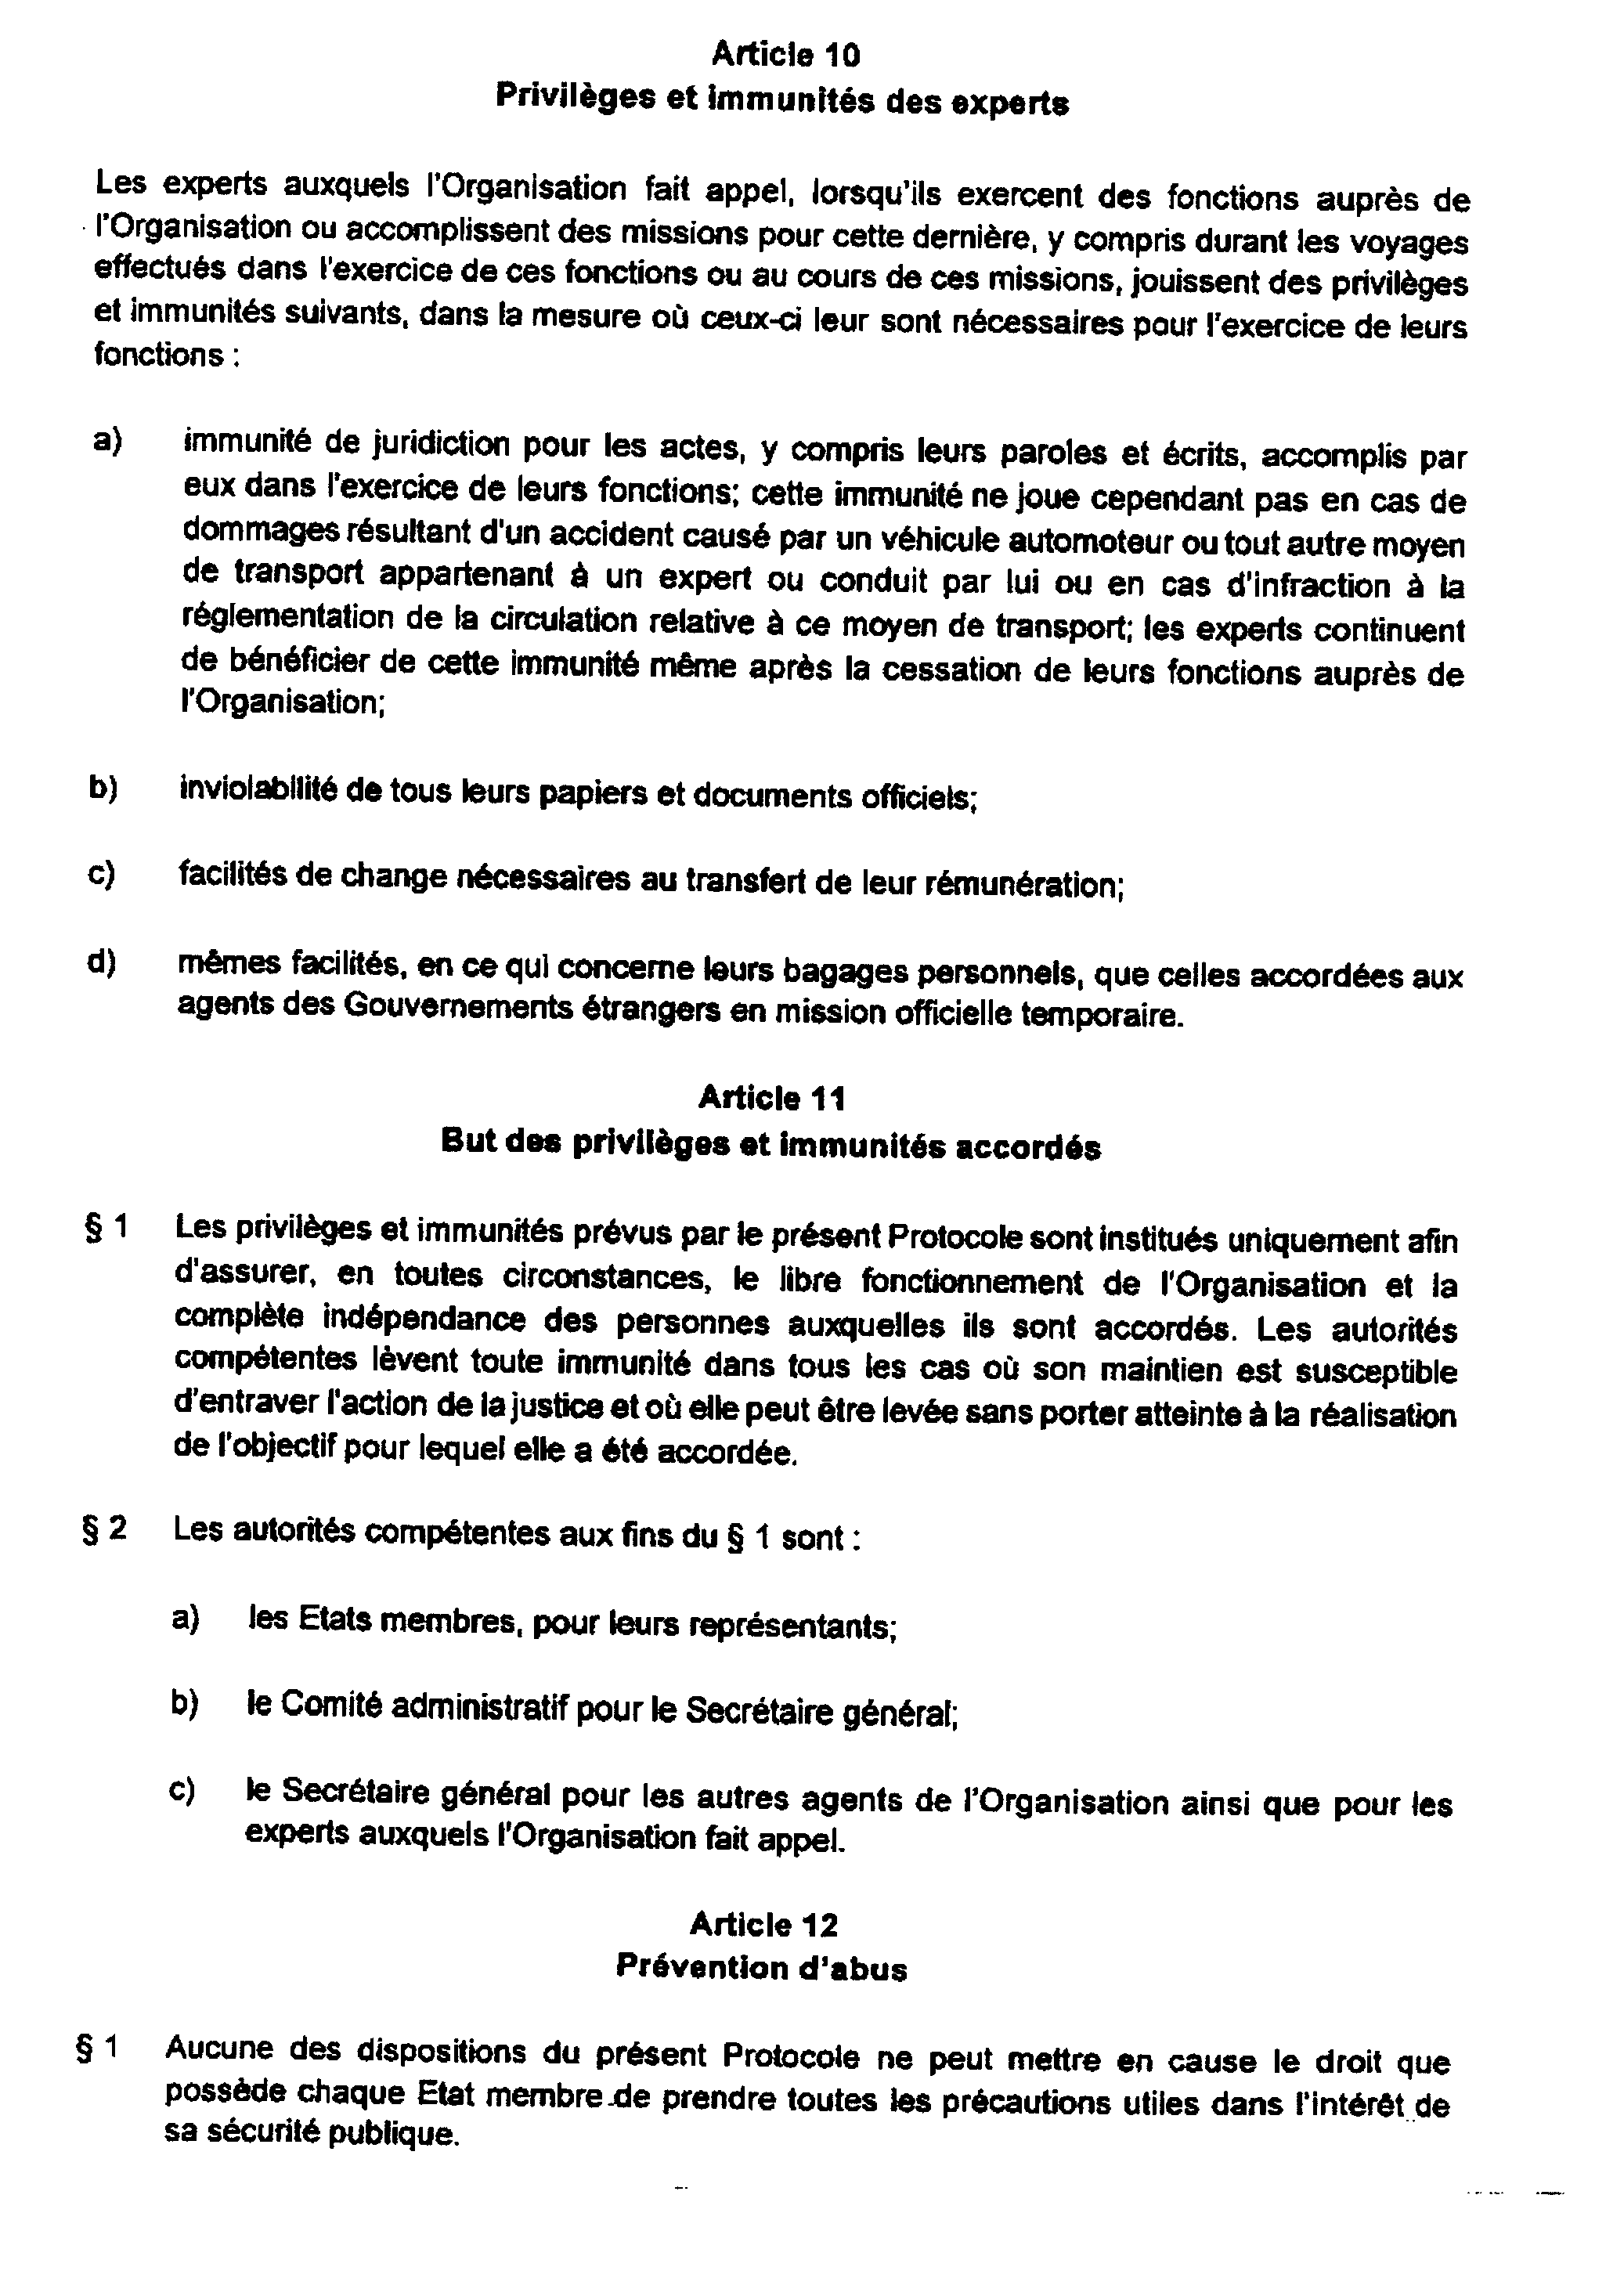 Article 10
Privilèges et immunités des experts
Les experts auxquels l'Organisation fait appel, lorsqu'ils exercent des fonctions auprès de
l'Organisation ou accomplissent des missions pour cette dernière, y compris durant les voyages
effectués dans l'exercice de ces fonctions ou au cours de ces missions, jouissent des privilèges
et immunités suivants, dans la mesure où ceux-ci leur sont nécessaires pour l'exercice de leurs
fonctions :
a) immunité de juridiction pour les actes, y compris leurs paroles et écrits, accomplis par
eux dans l'exercice de leurs fonctions; cette immunité ne joue cependant pas en cas de
dommages résultant d'un accident causé par un véhicule automoteur ou tout autre moyen
de transport appartenant à un expert ou conduit par lui ou en cas d'infraction à la
réglementation de la circulation relative à ce moyen de transport; les experts continuent
de bénéficier de cette immunité même après la cessation de leurs fonctions auprès de
l'Organisation;
b) inviolabilité de tous leurs papiers et documents officiels;
c) facilités de change nécessaires au transfert de leur rémunération;
d) mêmes facilités, en ce qui concerne leurs bagages personnels, que celles accordées aux
agents des Gouvernements étrangers en mission officielle temporaire.
Article 11
But des privilèges et immunités accordés
§ 1 Les privilèges et immunités prévus par le présent Protocole sont institués uniquement afin
d'assurer, en toutes circonstances, le libre fonctionnement de l'Organisation et la
complète indépendance des personnes auxquelles ils sont accordés. Les autorités
compétentes lèvent toute immunité dans tous les cas où son maintien est susceptible
d'entraver l'action de la justice et où elle peut être levée sans porter atteinte à la réalisation
de l'objectif pour lequel elle a été accordée.
§ 2 Les autorités compétentes aux fins du § 1 sont :
a) les Etats membres, pour leurs représentants;
b) le Comité administratif pour le Secrétaire général;
c) le Secrétaire général pour les autres agents de l'Organisation ainsi que pour les
experts auxquels l'Organisation fait appel.
Article 12
Prévention d'abus
§ 1 Aucune des dispositions du présent Protocole ne peut mettre en cause le droit que
possède chaque Etat membre de prendre toutes les précautions utiles dans l'intérêt de
sa sécurité publique.